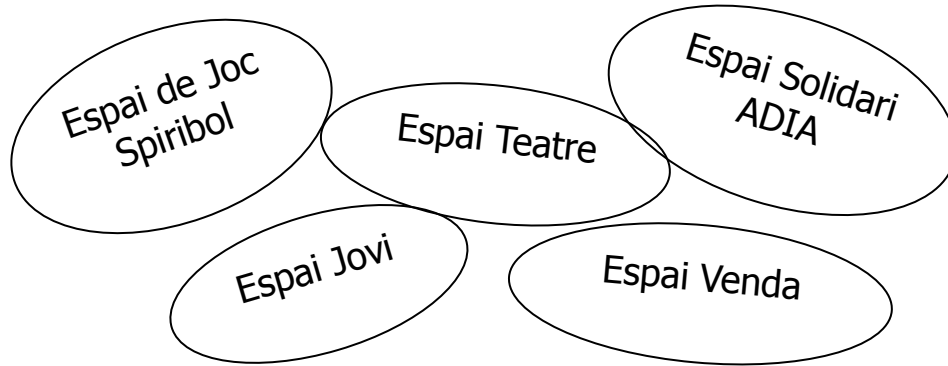 Espai de Joc
Spiribol
Espai Teatre
Espai Solidari
ADIA
Espai Jovi
Espai Venda